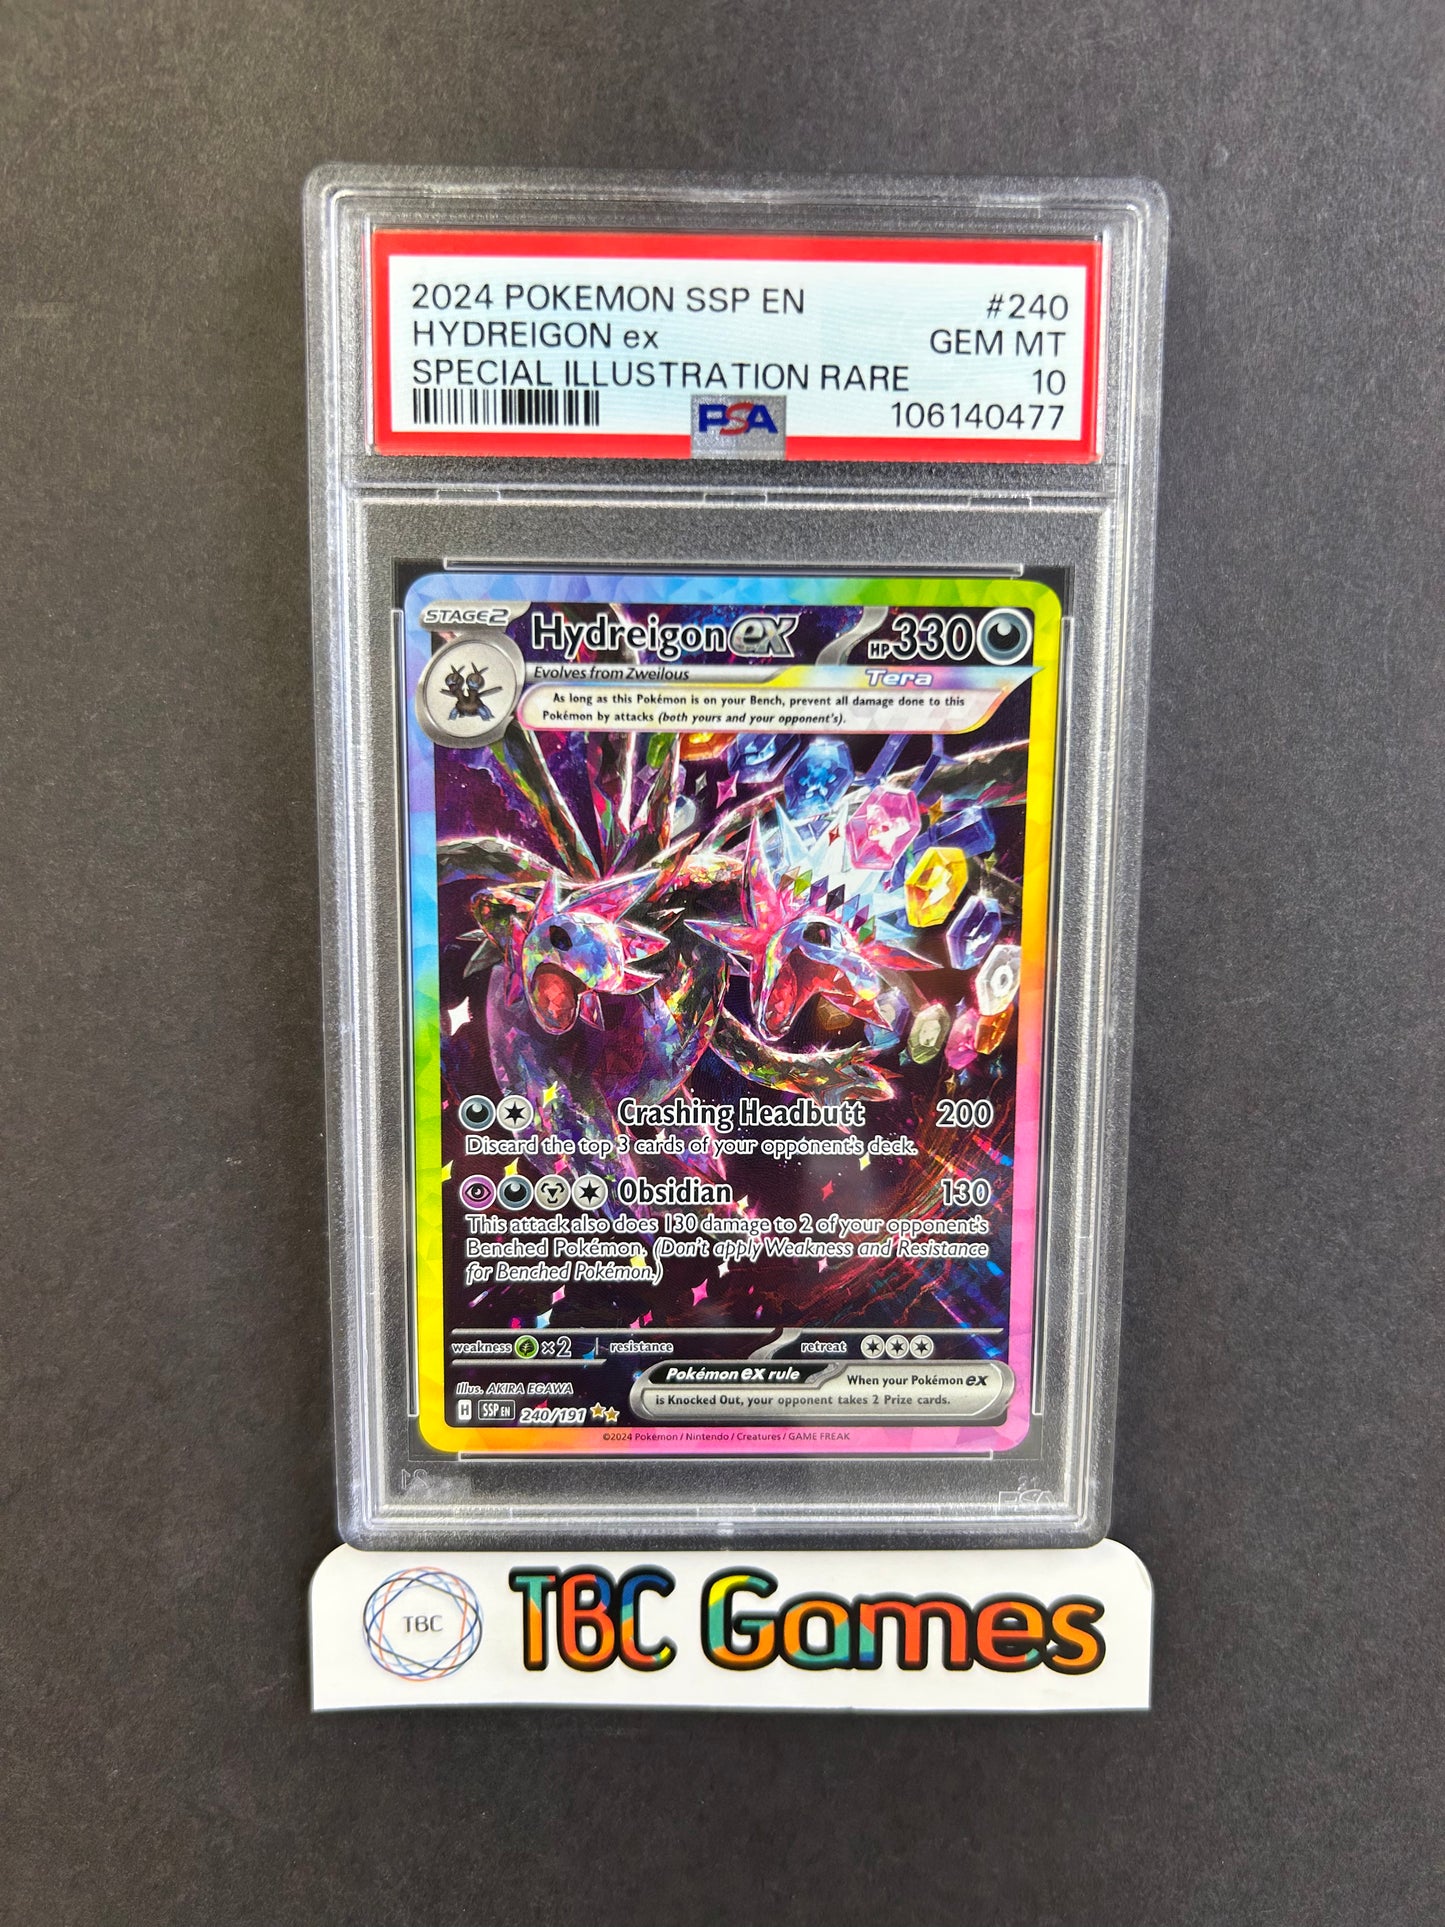 2024 POKEMON SSP EN #240
HYDREIGON ex GEM MT
SPECIAL ILLUSTRATION RARE 10
PSA 106140477
STAGE2 Hydreigon ex HP 330
Evolves from Zweilous Tera
As long as this Pokémon is on your Bench, prevent all damage done to this
Pokémon by attacks (both yours and your opponent's).
Crashing Headbutt 200
Discard the top 3 cards of your opponent's deck.
Obsidian 130
This attack also does 130 damage to 2 of your opponent's
Benched Pokémon. (Don't apply Weakness and Resistance
for Benched Pokémon.)
weakness ×2 resistance retreat
Pokémon ex rule When your Pokémon ex
is Knocked Out, your opponent takes 2 Prize cards.
Illus. AKIRA EGAWA
H SSP EN 240/191
©2024 Pokémon / Nintendo / Creatures / GAME FREAK
TBC TBC Games